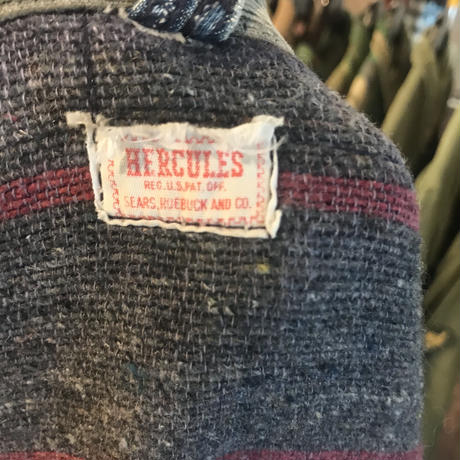 HERCULES
REG. U.S. PAT. OFF.
SEARS, ROEBUCK AND CO.